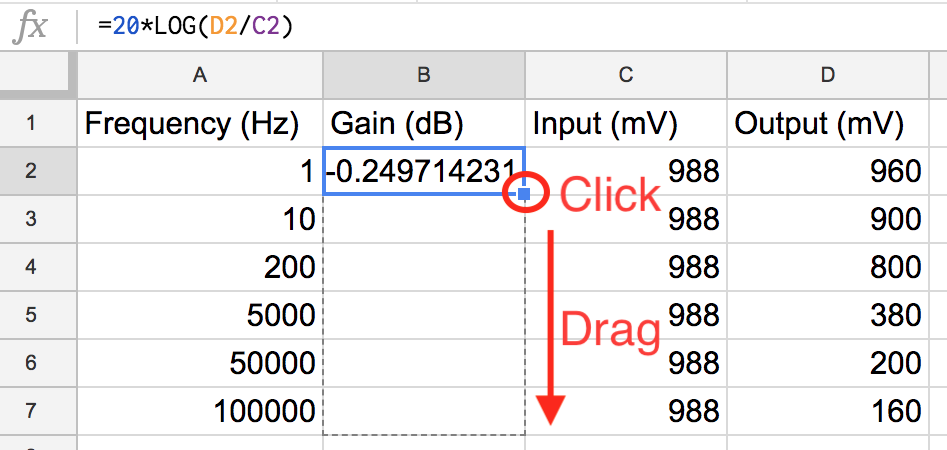 fx =20*LOG(D2/C2)
A B C D
1 Frequency (Hz) Gain (dB) Input (mV) Output (mV)
2 1 -0.249714231 988 960
Click
3 10 988 900
4 200 988 800
5 5000 988 380
Drag
6 50000 988 200
7 100000 988 160